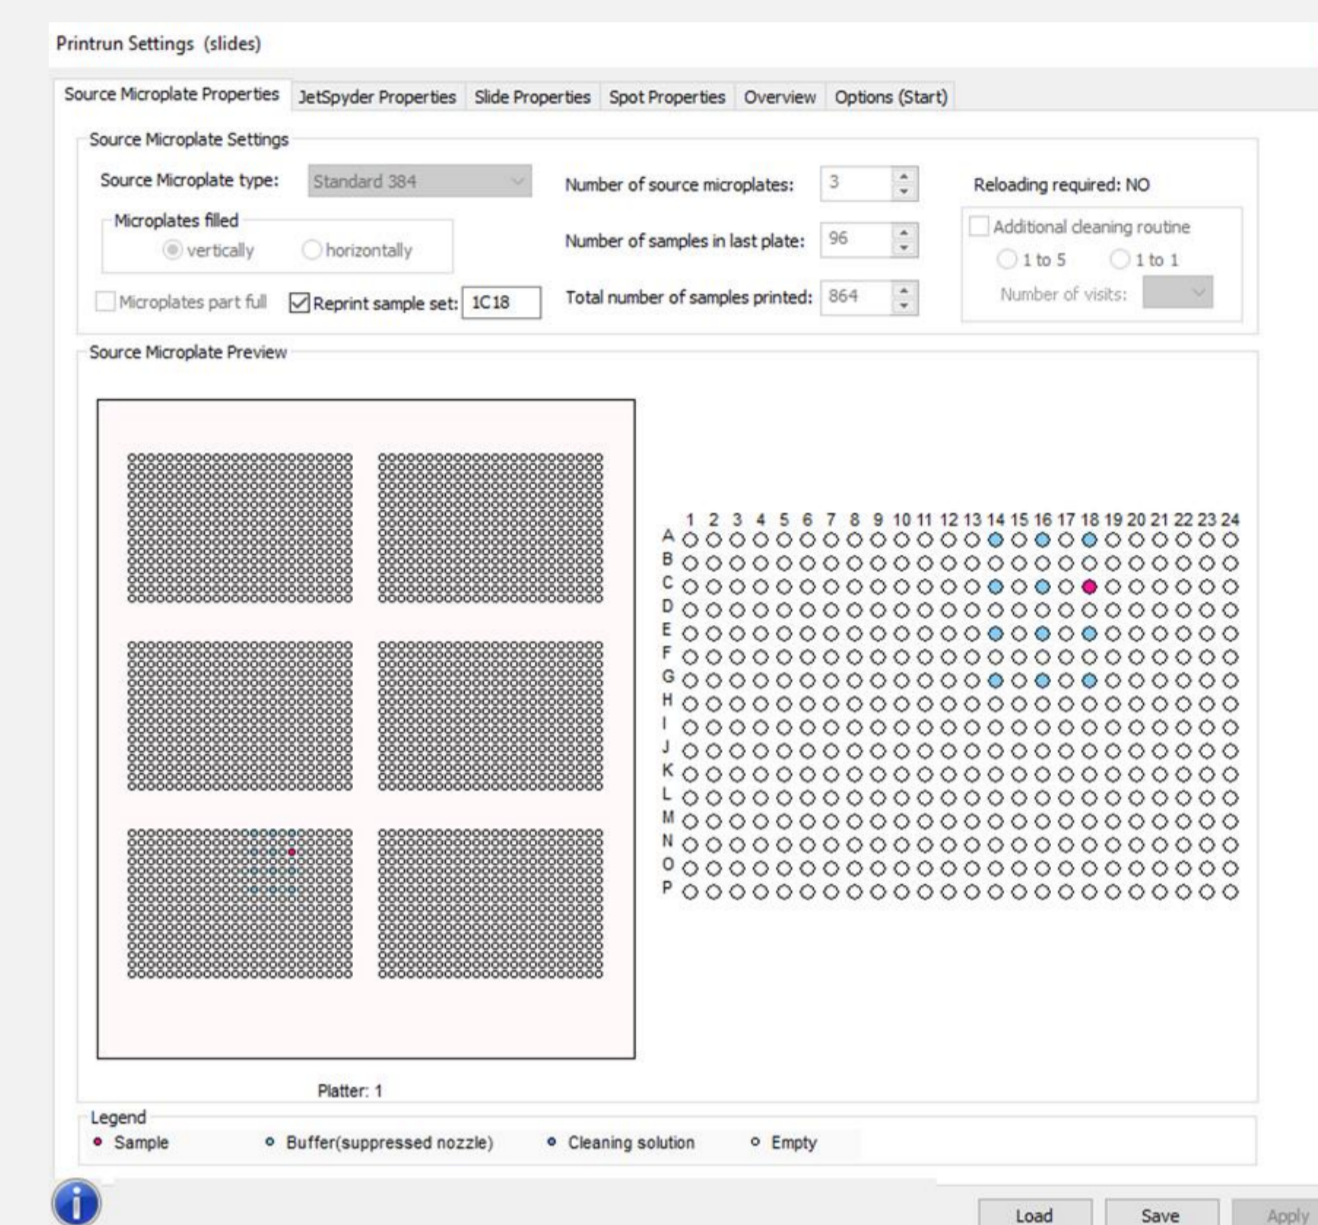 Printrun Settings (slides)
Source Microplate Properties JetSpyder Properties Slide Properties Spot Properties Overview Options (Start)
Source Microplate Settings
Source Microplate type: Standard 384
Number of source microplates: 3
Reloading required: NO
Microplates filled
vertically horizontally
Number of samples in last plate: 96
Additional cleaning routine
1 to 5 1 to 1
Microplates part full Reprint sample set: 1C18
Total number of samples printed: 864
Number of visits:
Source Microplate Preview
1 2 3 4 5 6 7 8 9 10 11 12 13 14 15 16 17 18 19 20 21 22 23 24
A
B
C
D
E
F
G
H
I
J
K
L
M
N
O
P
Platter: 1
Legend
Sample Buffer(suppressed nozzle) Cleaning solution Empty
i
Load Save Apply